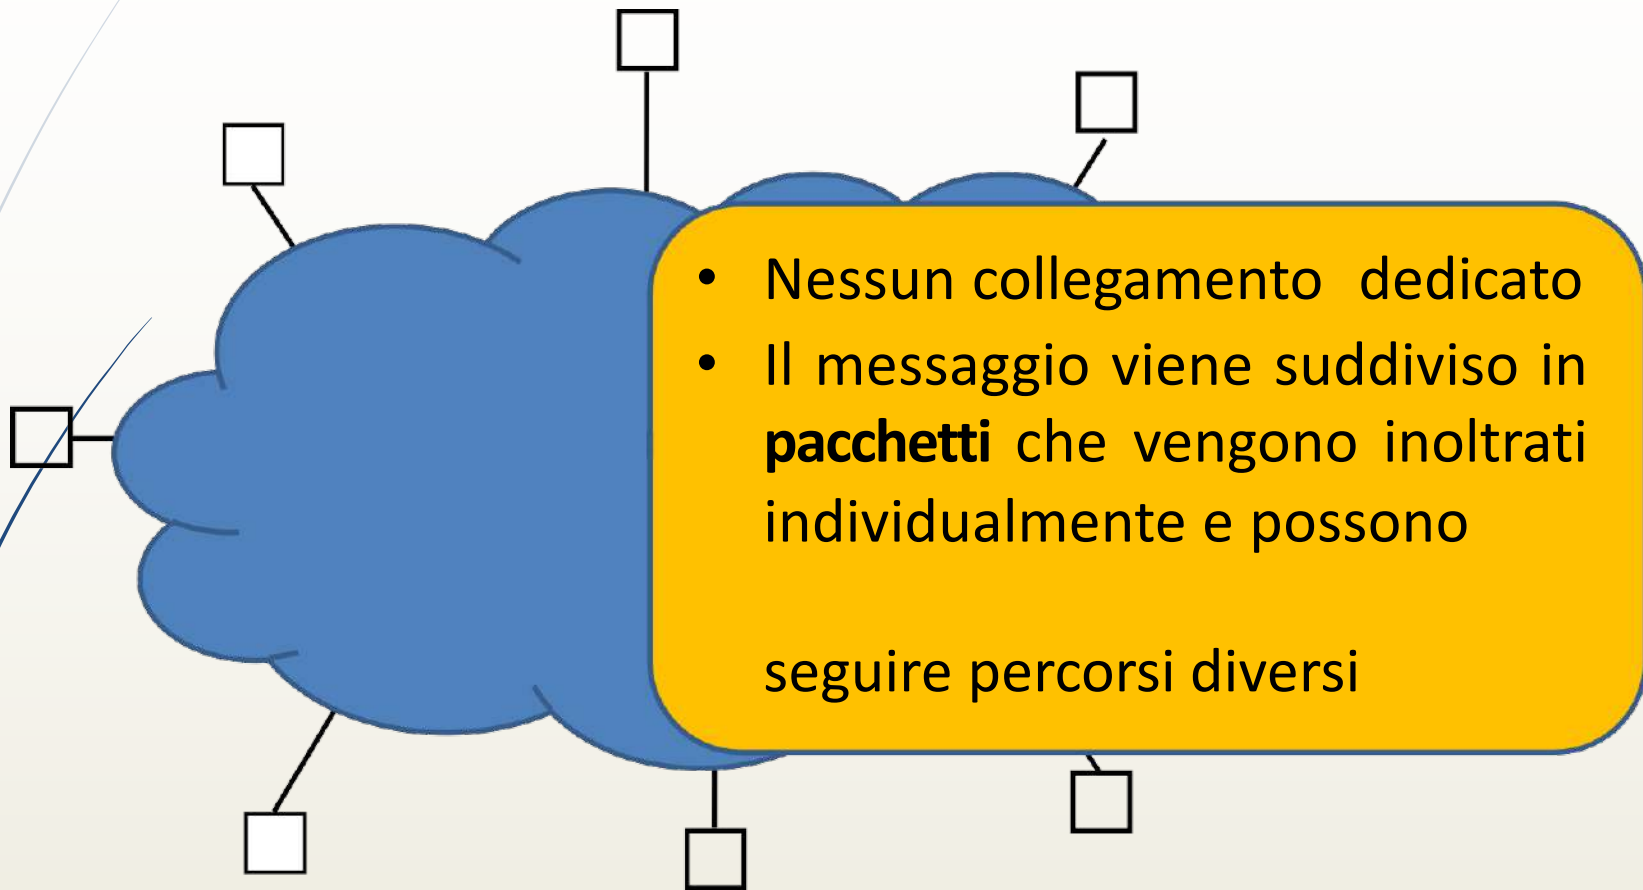 • Nessun collegamento dedicato
• Il messaggio viene suddiviso in
pacchetti che vengono inoltrati
individualmente e possono
seguire percorsi diversi